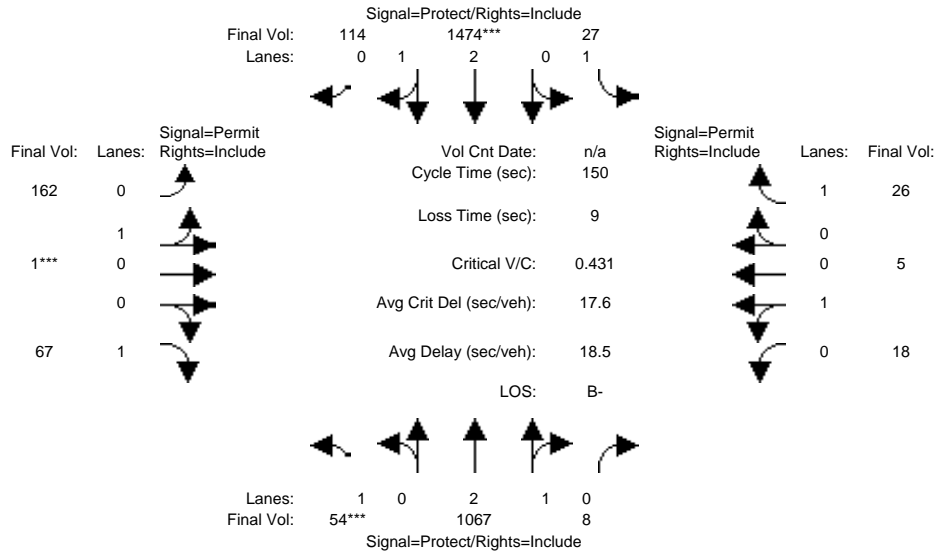 Signal=Protect/Rights=Include
Final Vol: 114 1474*** 27
Lanes: 0 1 2 0 1
Signal=Permit Signal=Permit
Final Vol: Lanes: Rights=Include Vol Cnt Date: n/a Rights=Include Lanes: Final Vol:
Cycle Time (sec): 150
162 0 1 26
Loss Time (sec): 9
1 0
1*** 0 Critical V/C: 0.431 0 5
0 Avg Crit Del (sec/veh): 17.6 1
67 1 Avg Delay (sec/veh): 18.5 0 18
LOS: B-
Lanes: 1 0 2 1 0
Final Vol: 54*** 1067 8
Signal=Protect/Rights=Include